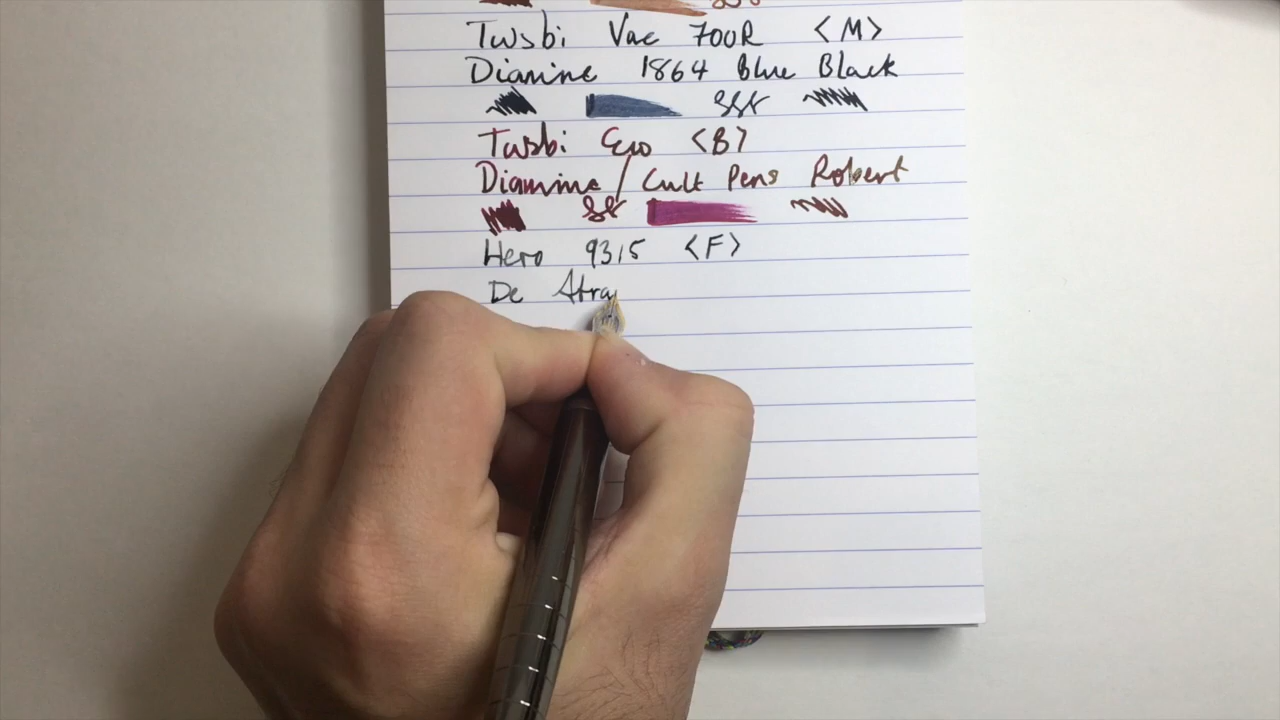 Twsbi Vac 700R <M>
Diamine 1864 Blue Black
Twsbi Eco <B>
Diamine / Cult Pens Robert
Hero 9315 <F>
De Atra